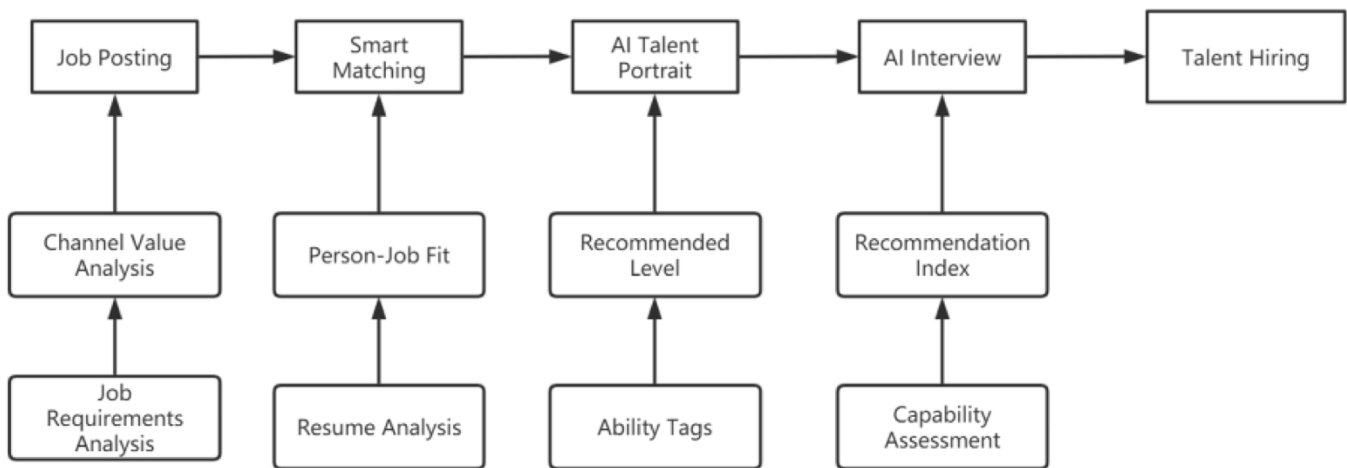 Job Posting
Smart
Matching
AI Talent
Portrait
AI Interview
Talent Hiring
Channel Value
Analysis
Person-Job Fit
Recommended
Level
Recommendation
Index
Job
Requirements
Analysis
Resume Analysis
Ability Tags
Capability
Assessment